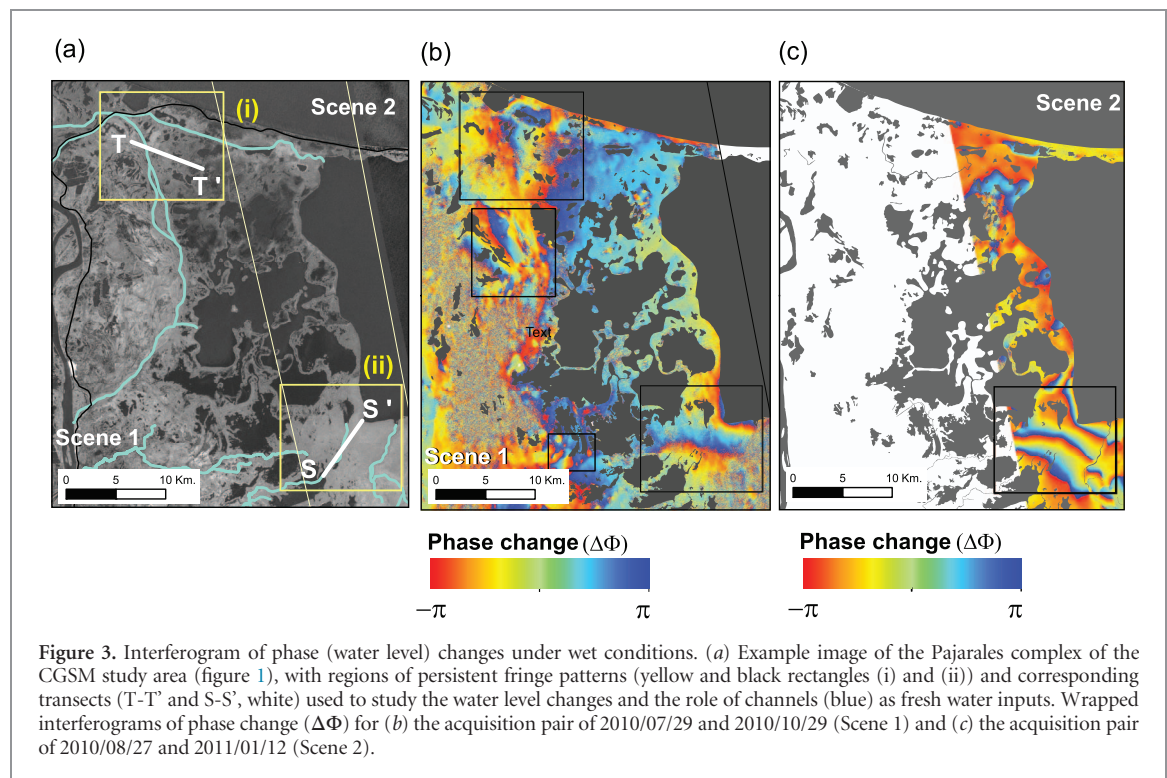 (a)
(b)
(c)
(i)
Scene 2
T
T '
(ii)
S '
S
Scene 1
0 5 10 Km.
Text
Scene 1
0 5 10 Km.
Scene 2
0 5 10 Km.
Phase change (ΔΦ)
−π π
Phase change (ΔΦ)
−π π
Figure 3. Interferogram of phase (water level) changes under wet conditions. (a) Example image of the Pajarales complex of the
CGSM study area (figure 1), with regions of persistent fringe patterns (yellow and black rectangles (i) and (ii)) and corresponding
transects (T-T’ and S-S’, white) used to study the water level changes and the role of channels (blue) as fresh water inputs. Wrapped
interferograms of phase change (ΔΦ) for (b) the acquisition pair of 2010/07/29 and 2010/10/29 (Scene 1) and (c) the acquisition pair
of 2010/08/27 and 2011/01/12 (Scene 2).